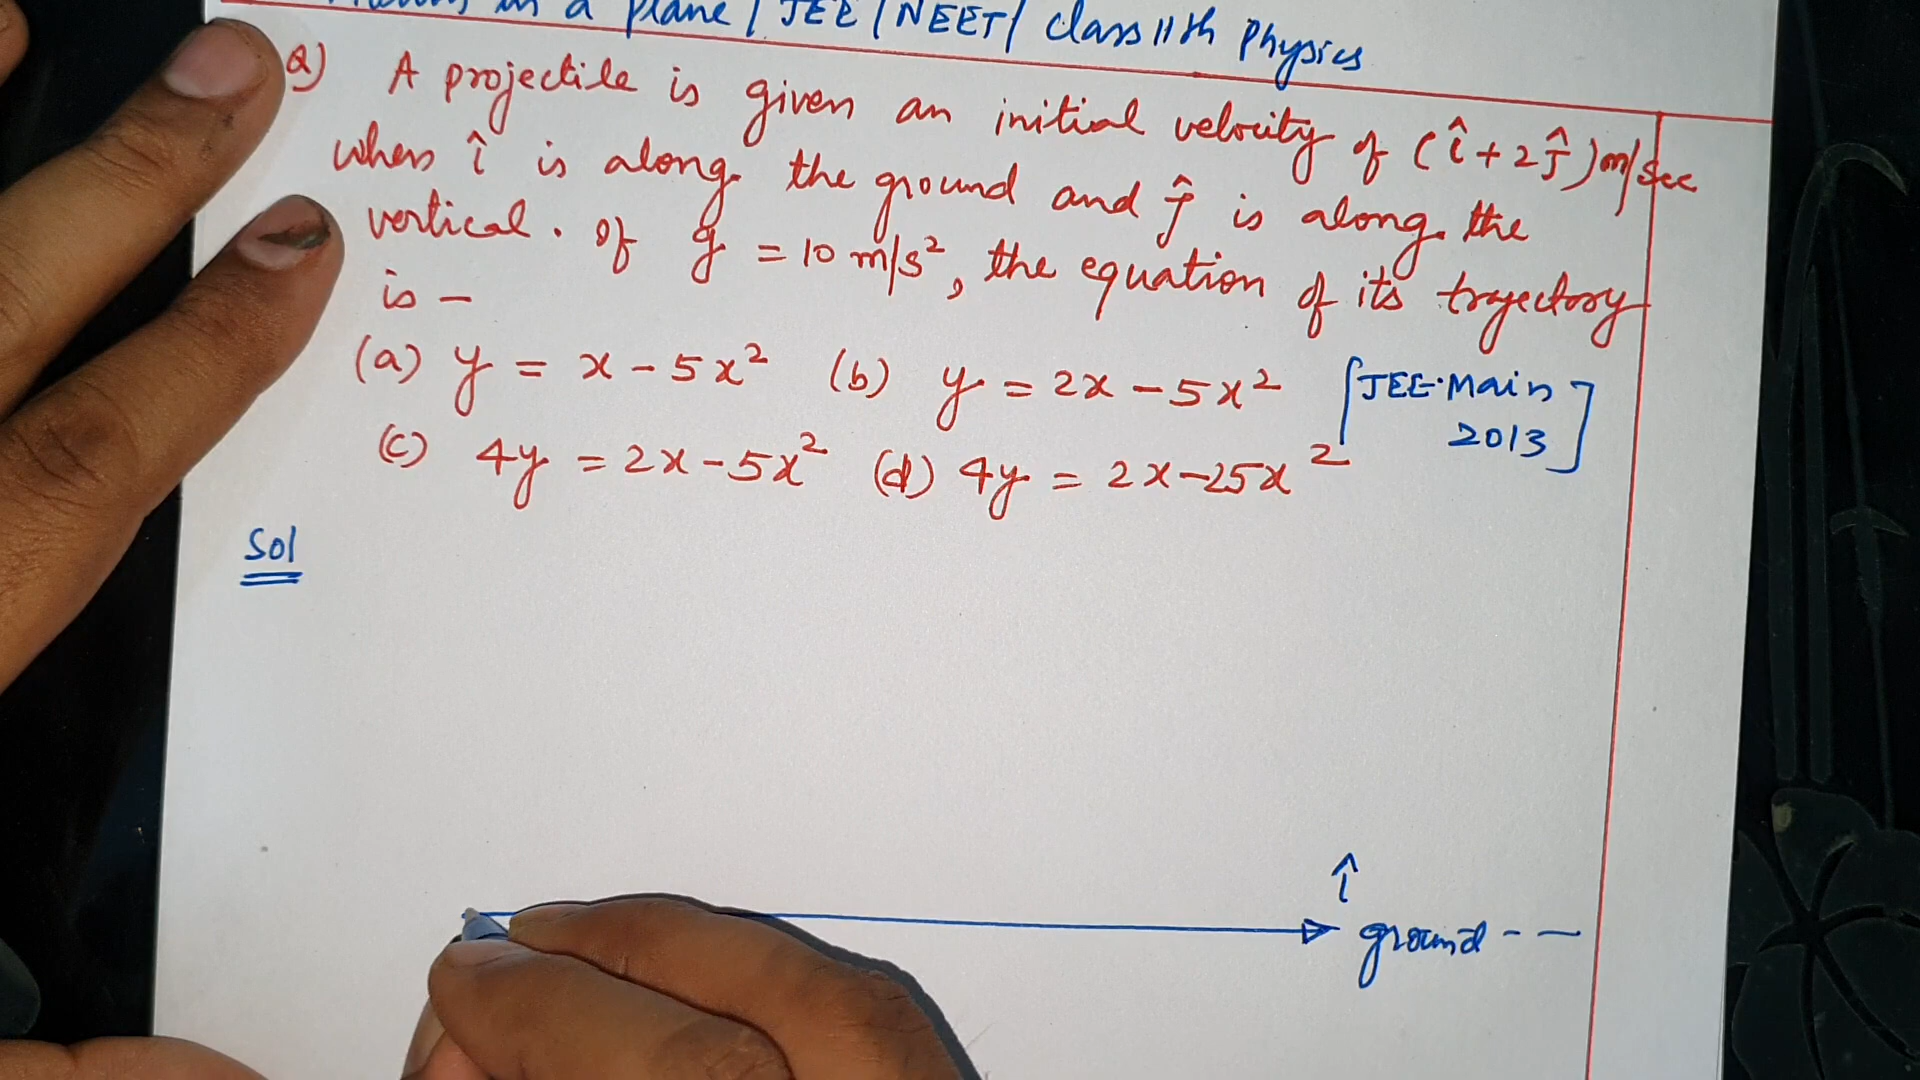 in a plane / JEE / NEET / class 11th Physics
Q) A projectile is given an initial velocity of (î + 2ĵ) m/sec
when î is along the ground and ĵ is along the
vertical. If g = 10 m/s², the equation of its trajectory
is –
(a) y = x - 5x² (b) y = 2x - 5x² [JEE Main 2013]
(c) 4y = 2x - 5x² (d) 4y = 2x - 25x²
Sol
î
ground - -